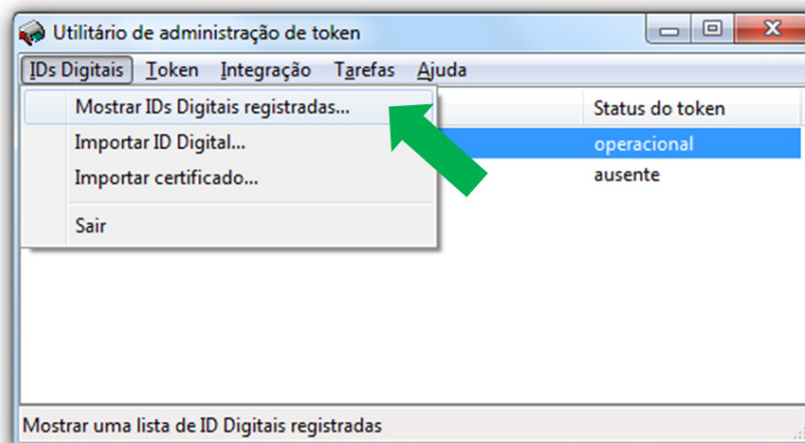 Utilitário de administração de token
IDs Digitais Token Integração Tarefas Ajuda
Mostrar IDs Digitais registradas...
Importar ID Digital...
Importar certificado...
Sair
Status do token
operacional
ausente
Mostrar uma lista de ID Digitais registradas